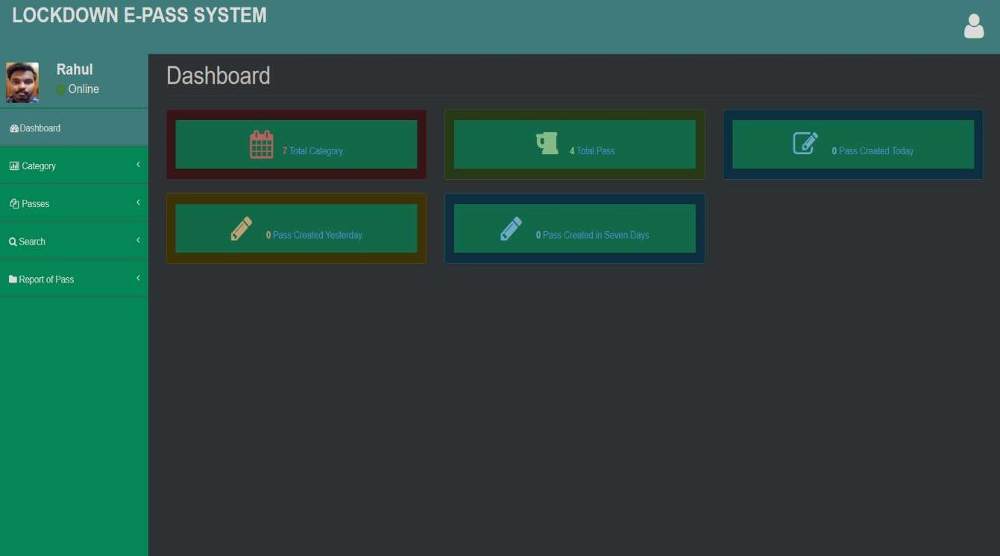 LOCKDOWN E-PASS SYSTEM
Rahul
Online
Dashboard
Category
Passes
Search
Report of Pass
Dashboard
7 Total Category
4 Total Pass
0 Pass Created Today
0 Pass Created Yesterday
0 Pass Created in Seven Days